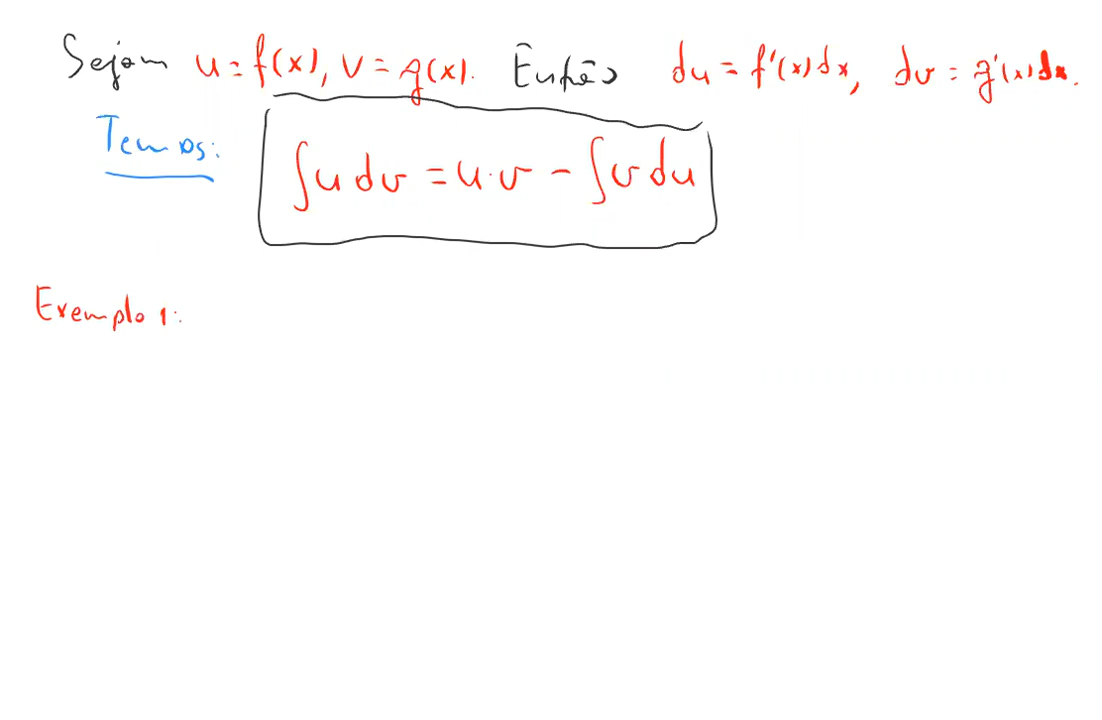 Sejam u = f(x), v = g(x). Então du = f'(x)dx, dv = g'(x)dx.
Temos:
∫u dv = u·v - ∫v du
Exemplo 1: